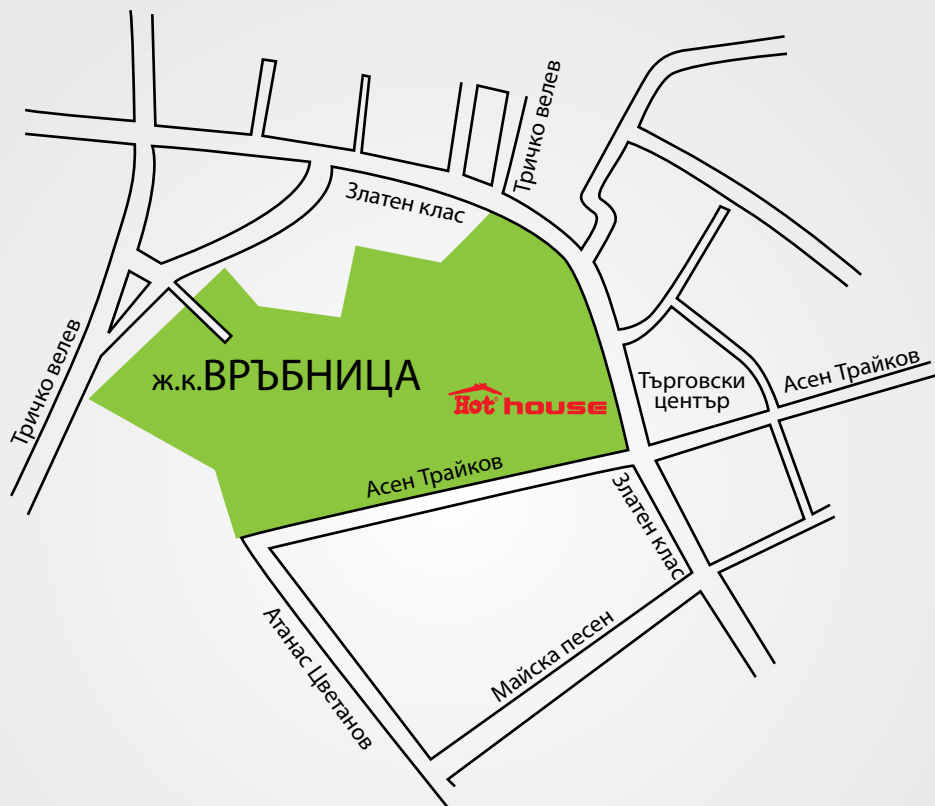 Тричко велев
Златен клас
Тричко велев
ж.к.ВРЪБНИЦА
Hot house
Търговски
център
Асен Трайков
Асен Трайков
Златен клас
Атанас Цветанов
Майска песен